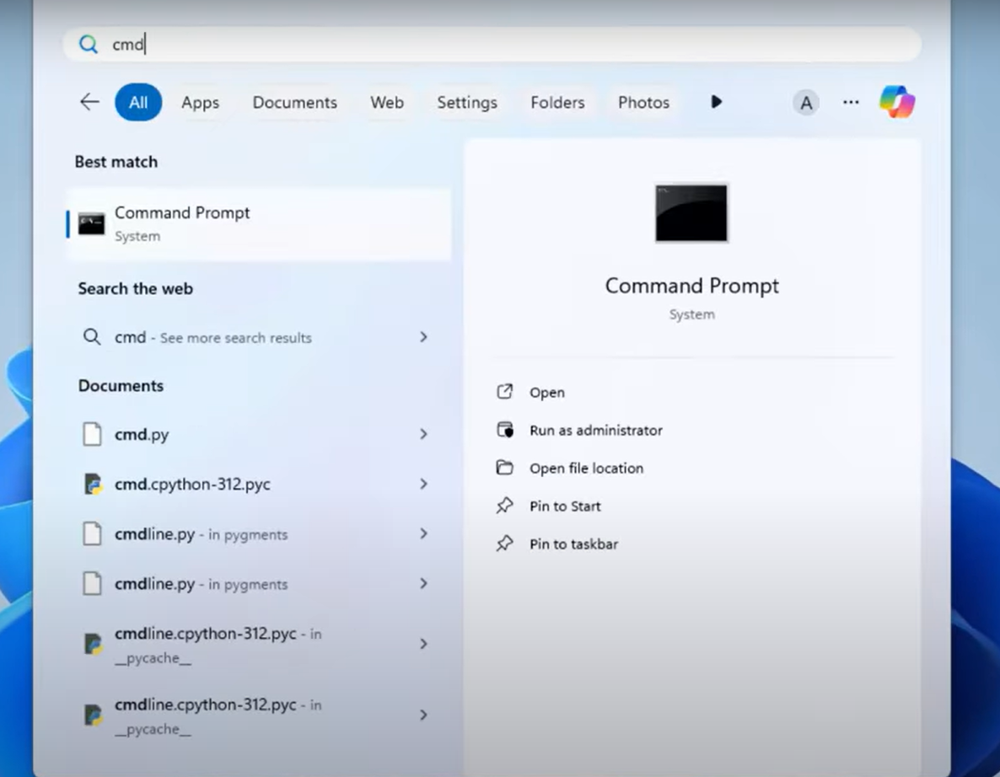 cmd
All Apps Documents Web Settings Folders Photos A
Best match
Command Prompt
System
Search the web
cmd - See more search results
Documents
cmd.py
cmd.cpython-312.pyc
cmdline.py - in pygments
cmdline.py - in pygments
cmdline.cpython-312.pyc - in
__pycache__
cmdline.cpython-312.pyc - in
__pycache__
Command Prompt
System
Open
Run as administrator
Open file location
Pin to Start
Pin to taskbar